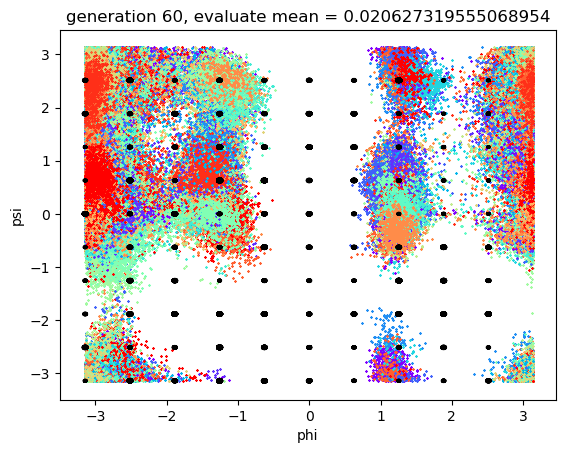 generation 60, evaluate mean = 0.020627319555068954
3
2
1
0
−1
−2
−3
psi
−3 −2 −1 0 1 2 3
phi